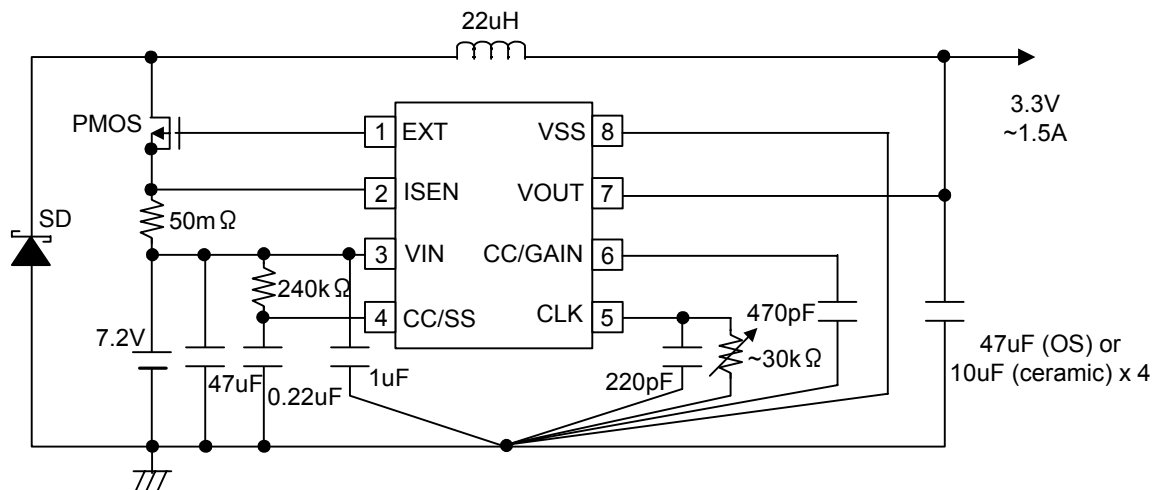 22uH
3.3V
~1.5A
PMOS
1 EXT
VSS 8
2 ISEN
VOUT 7
SD
50mΩ
3 VIN
CC/GAIN 6
240kΩ
4 CC/SS
CLK 5
470pF
7.2V
47uF
0.22uF
1uF
220pF
~30kΩ
47uF (OS) or
10uF (ceramic) x 4